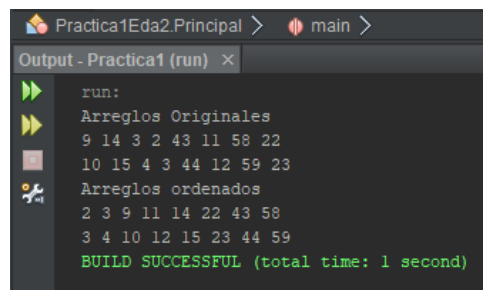 Practica1Eda2.Principal > main >
Output - Practica1 (run) ×
run:
Arreglos Originales
9 14 3 2 43 11 58 22
10 15 4 3 44 12 59 23
Arreglos ordenados
2 3 9 11 14 22 43 58
3 4 10 12 15 23 44 59
BUILD SUCCESSFUL (total time: 1 second)